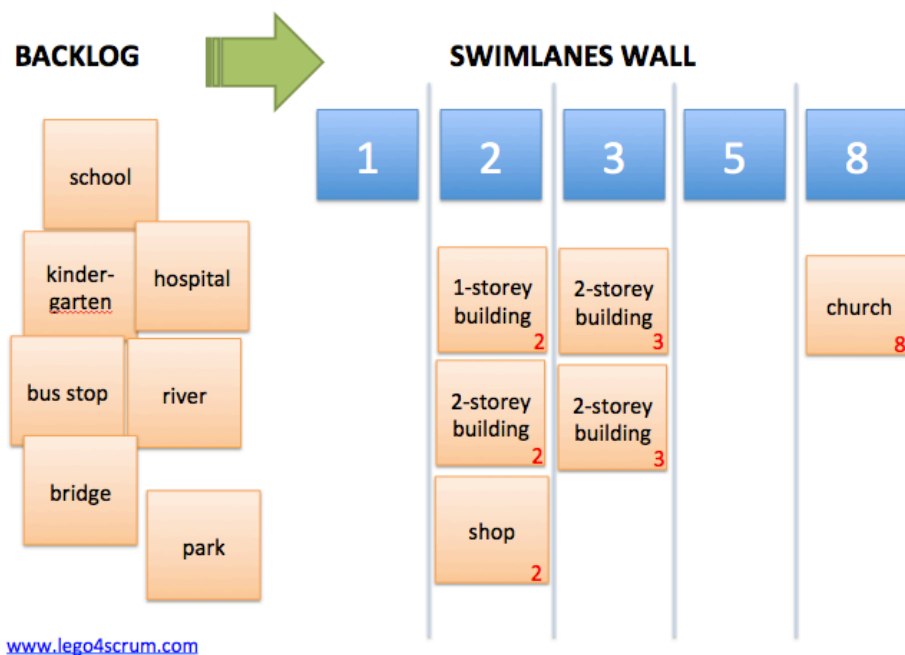 BACKLOG
SWIMLANES WALL
1
2
3
5
8
school
kinder-
garten
hospital
bus stop
river
bridge
park
1-storey
building
2
2-storey
building
2
shop
2
2-storey
building
3
2-storey
building
3
church
8
www.lego4scrum.com